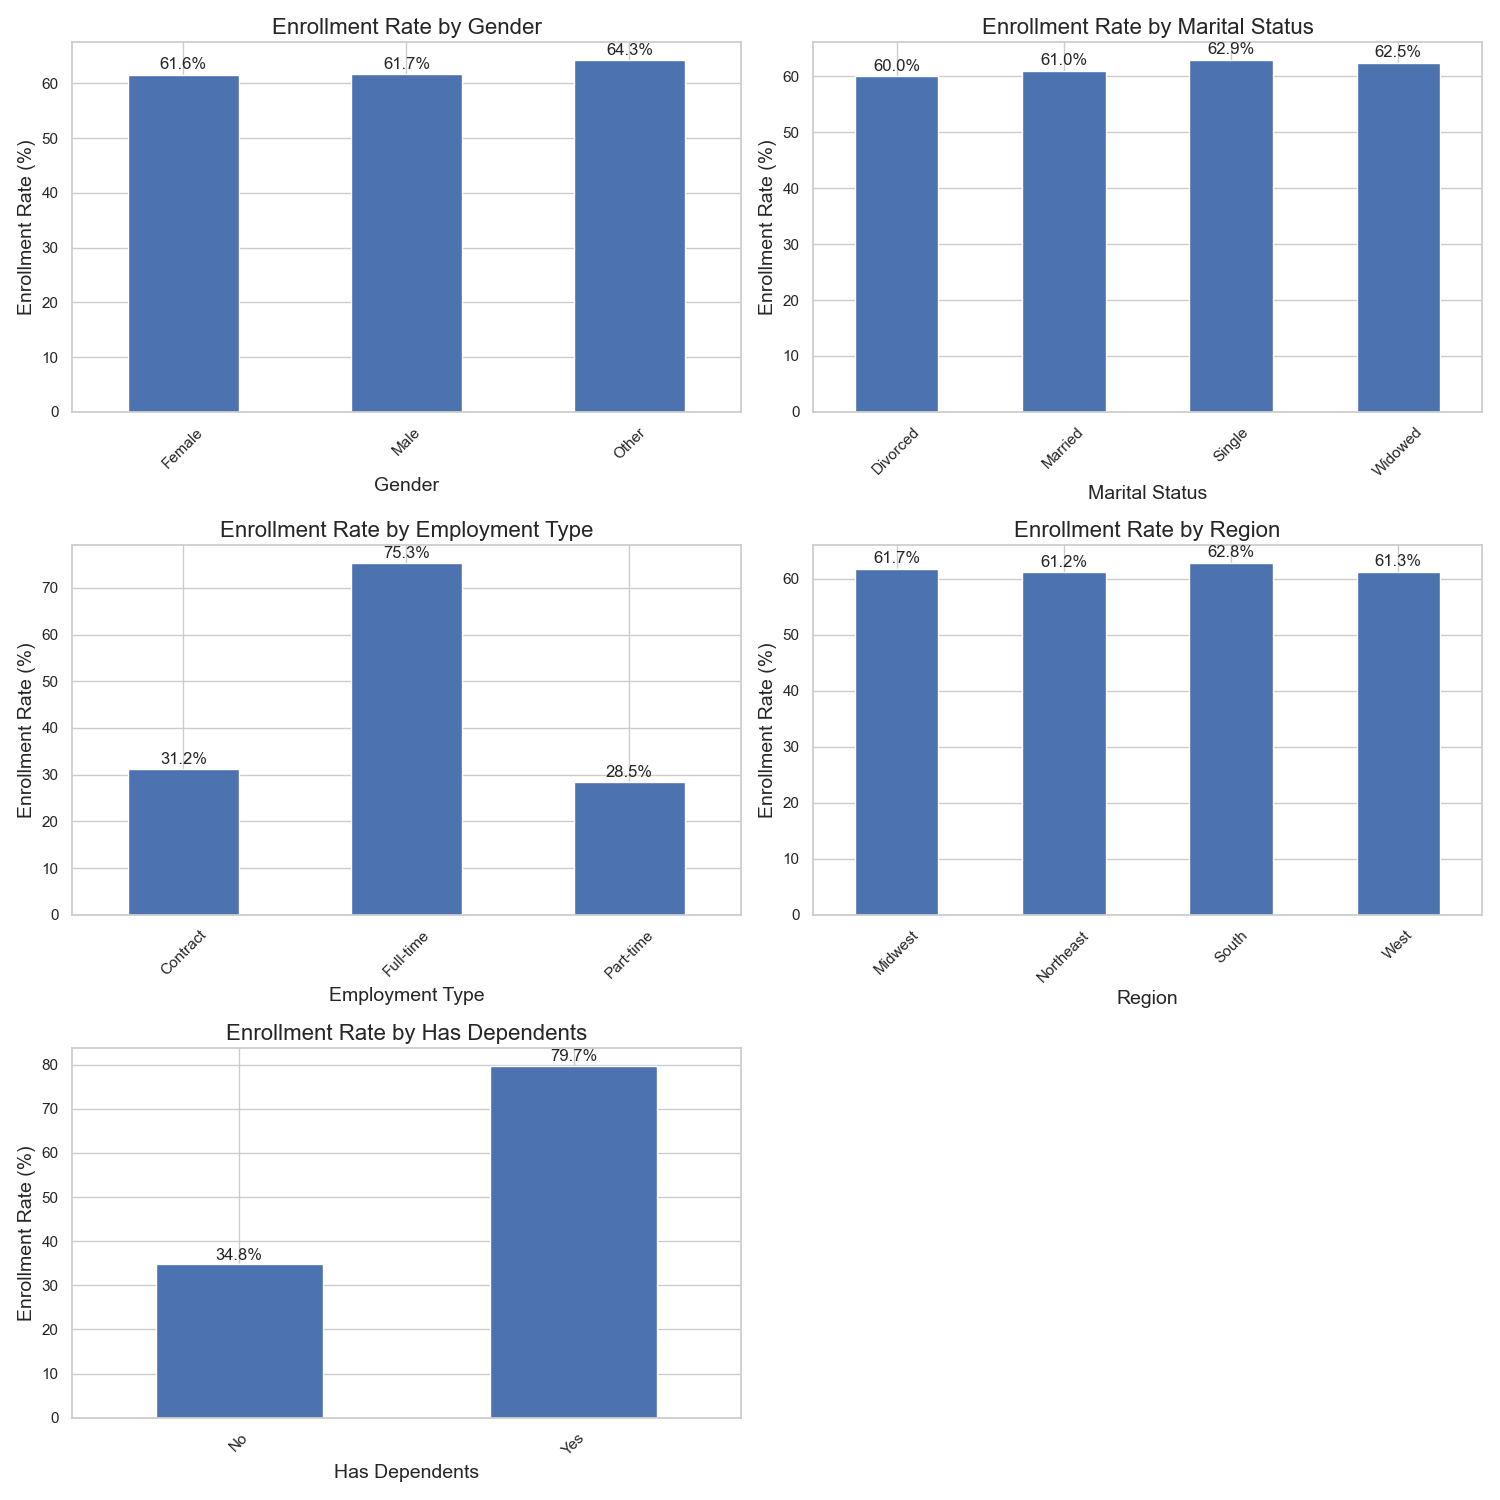 Enrollment Rate by Gender
Enrollment Rate (%)
60
50
40
30
20
10
0
61.6%
61.7%
64.3%
Female
Male
Other
Gender
Enrollment Rate by Marital Status
Enrollment Rate (%)
60
50
40
30
20
10
0
60.0%
61.0%
62.9%
62.5%
Divorced
Married
Single
Widowed
Marital Status
Enrollment Rate by Employment Type
Enrollment Rate (%)
70
60
50
40
30
20
10
0
31.2%
75.3%
28.5%
Contract
Full-time
Part-time
Employment Type
Enrollment Rate by Region
Enrollment Rate (%)
60
50
40
30
20
10
0
61.7%
61.2%
62.8%
61.3%
Midwest
Northeast
South
West
Region
Enrollment Rate by Has Dependents
Enrollment Rate (%)
80
70
60
50
40
30
20
10
0
34.8%
79.7%
No
Yes
Has Dependents